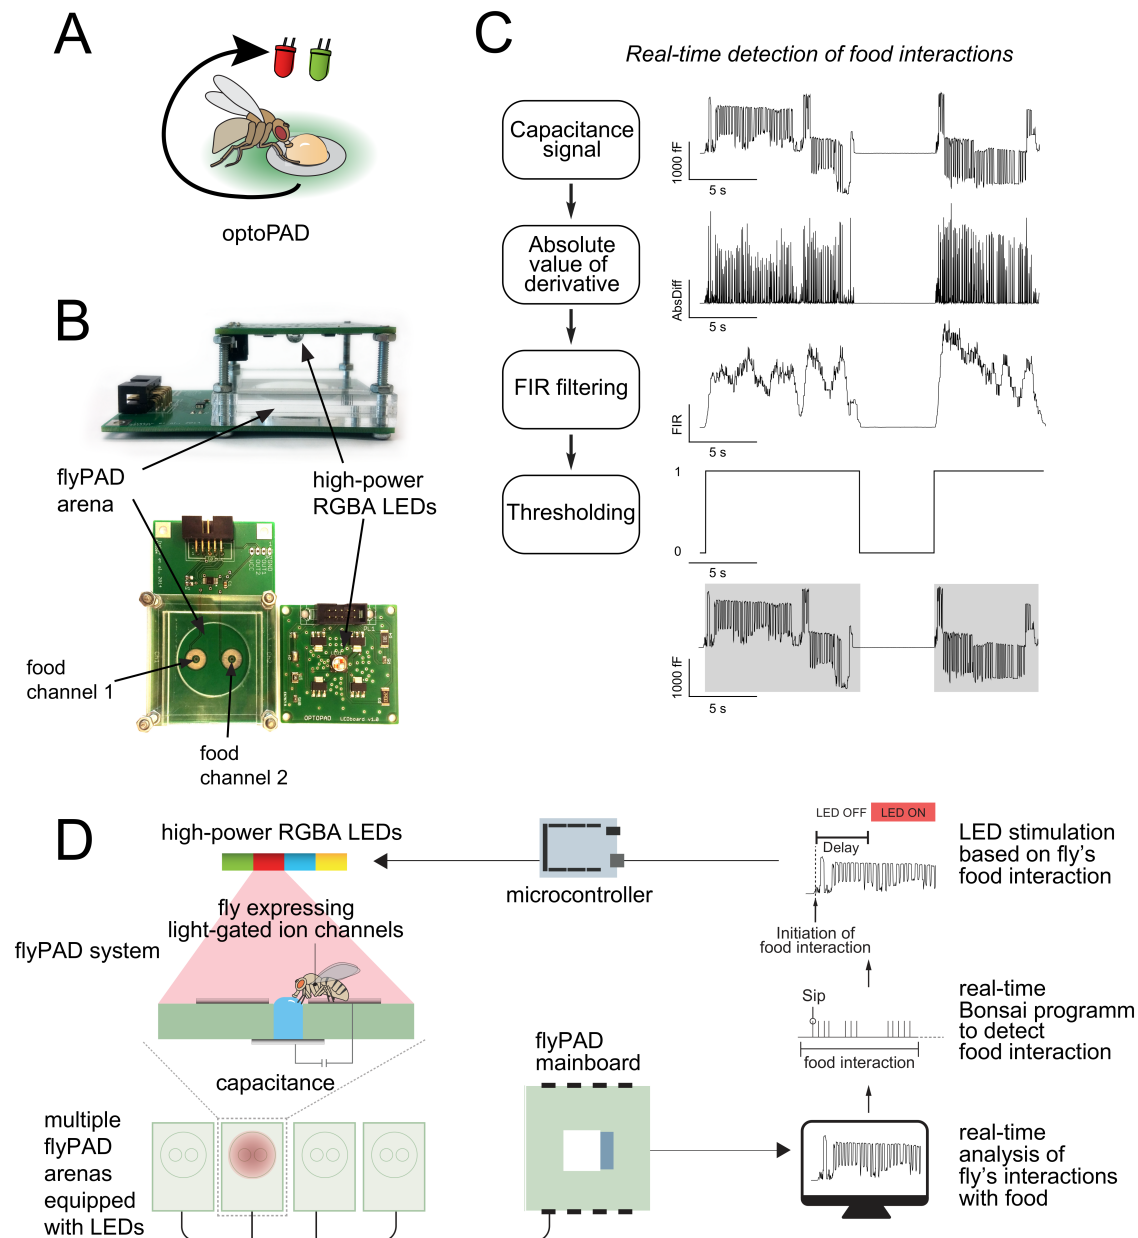 A
optoPAD
B
flyPAD
arena
high-power
RGBA LEDs
food
channel 1
food
channel 2
OPTOPAD
LEDboard v1.0
PL1
C
Real-time detection of food interactions
Capacitance
signal
1000 fF
5 s
Absolute
value of
derivative
AbsDiff
5 s
FIR filtering
FIR
5 s
Thresholding
1
0
5 s
1000 fF
5 s
D
high-power RGBA LEDs
fly expressing
light-gated ion channels
flyPAD system
capacitance
multiple
flyPAD
arenas
equipped
with LEDs
microcontroller
flyPAD
mainboard
LED OFF
LED ON
Delay
Initiation of
food interaction
LED stimulation
based on fly's
food interaction
Sip
food interaction
real-time
Bonsai programm
to detect
food interaction
real-time
analysis of
fly's interactions
with food